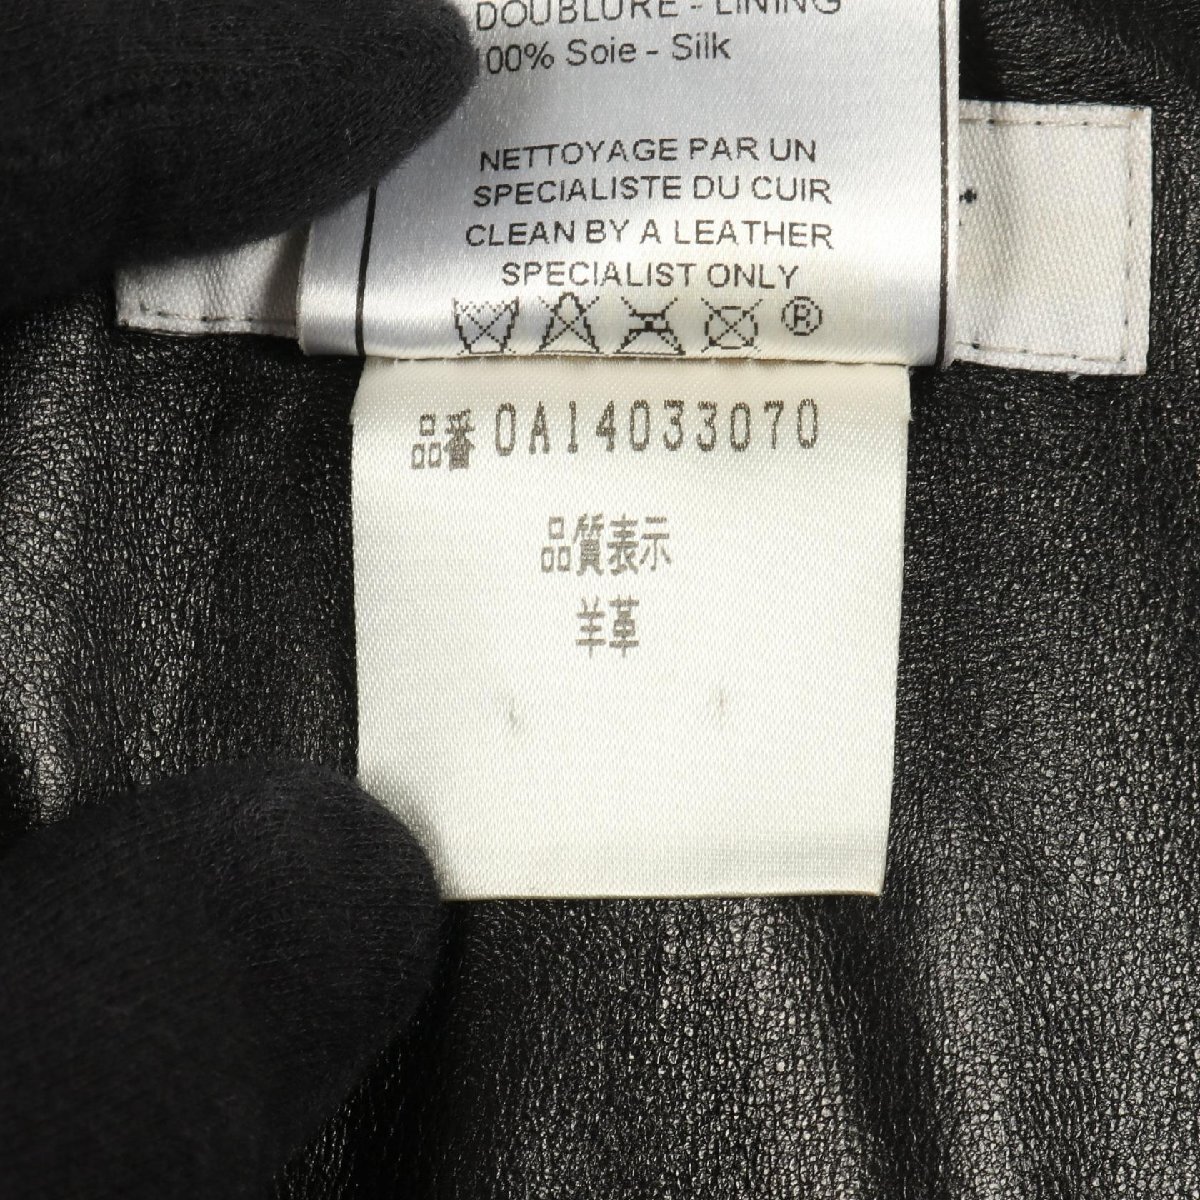 DOUBLURE - LINING
100% Soie - Silk
NETTOYAGE PAR UN
SPECIALISTE DU CUIR
CLEAN BY A LEATHER
SPECIALIST ONLY
®
品番 0A14033070
品質表示
羊革